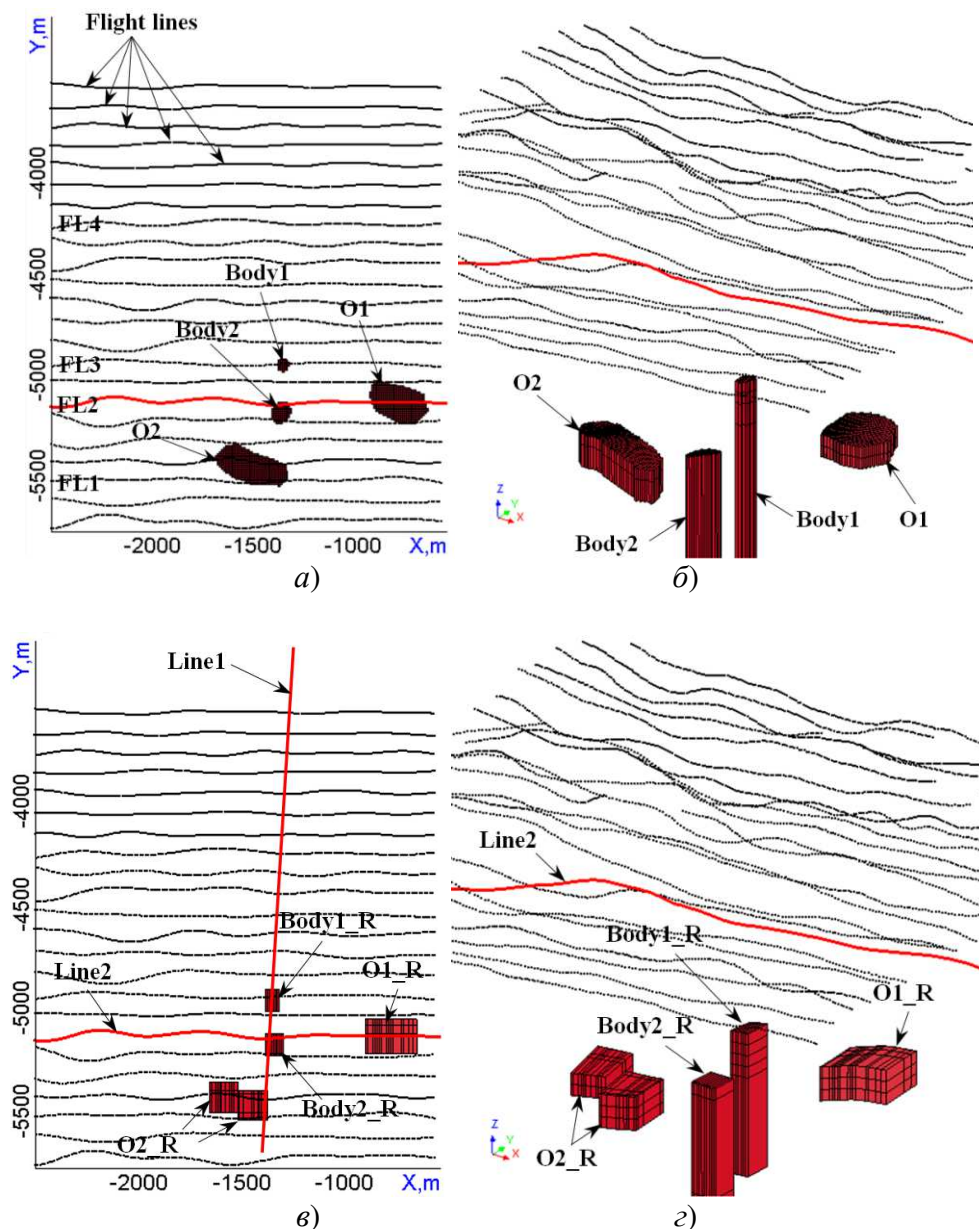 Flight lines
Y,m
-4000
FL4
-4500
Body1
O1
Body2
FL3
-5000
FL2
O2
FL1
-5500
-2000 -1500 -1000 X,m
а)
O2
Z
Y
X
Body2
Body1
O1
б)
Y,m
Line1
-4000
-4500
Body1_R
Line2
O1_R
-5000
Body2_R
-5500
O2_R
-2000 -1500 -1000 X,m
в)
Line2
Body1_R
O1_R
Body2_R
Z
Y
X
O2_R
г)